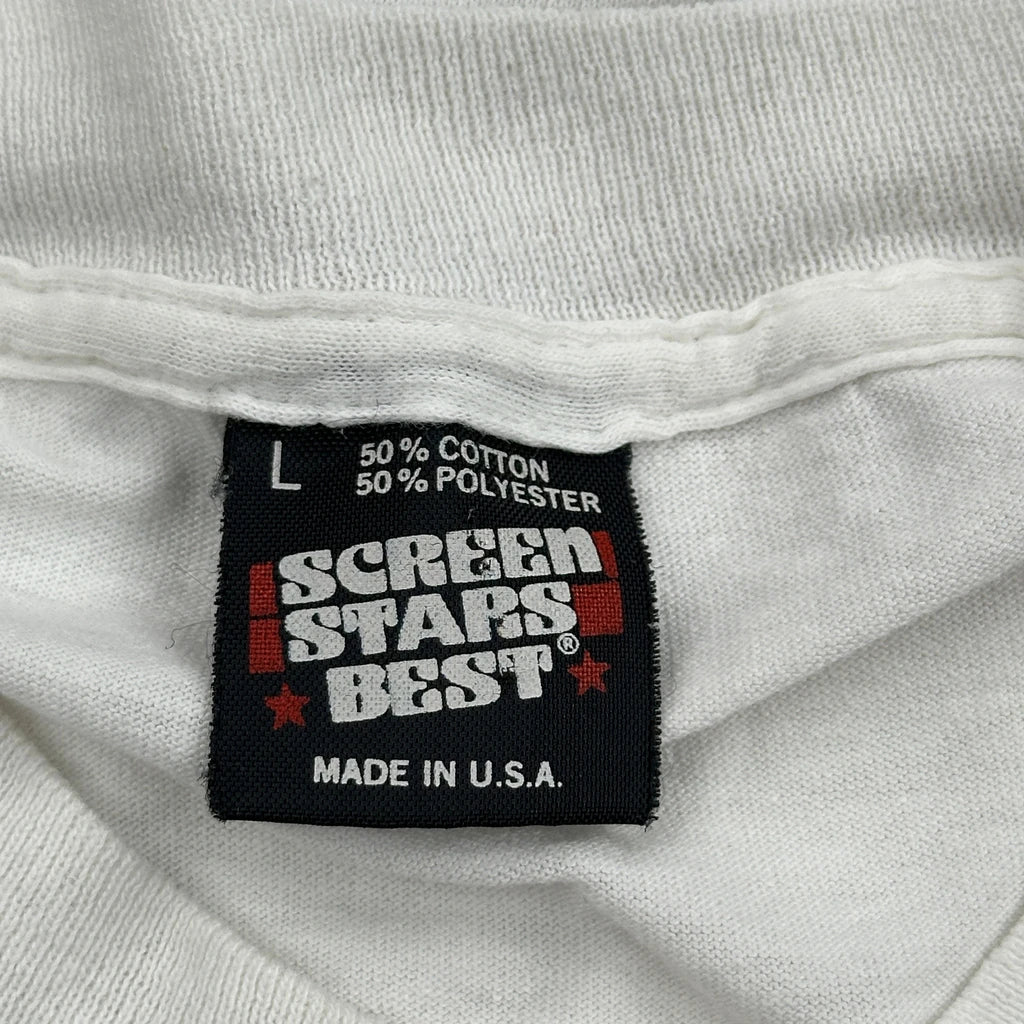 L
50% COTTON
50% POLYESTER
SCREEN
STARS
BEST®
MADE IN U.S.A.